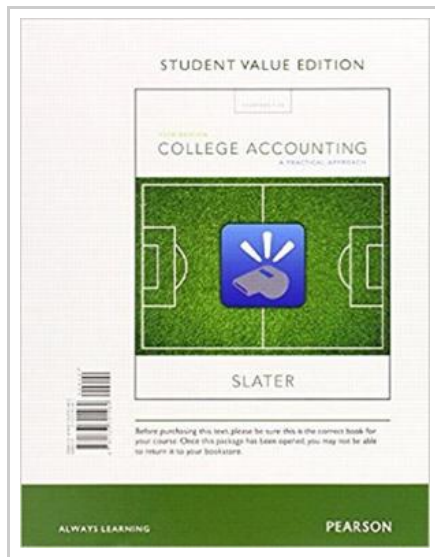 STUDENT VALUE EDITION
COLLEGE ACCOUNTING
A PRACTICAL APPROACH
SLATER
Before purchasing this text, please be sure this is the correct book for
your course. Once this package has been opened, you may not be able
to return it to your bookstore.
ALWAYS LEARNING
PEARSON